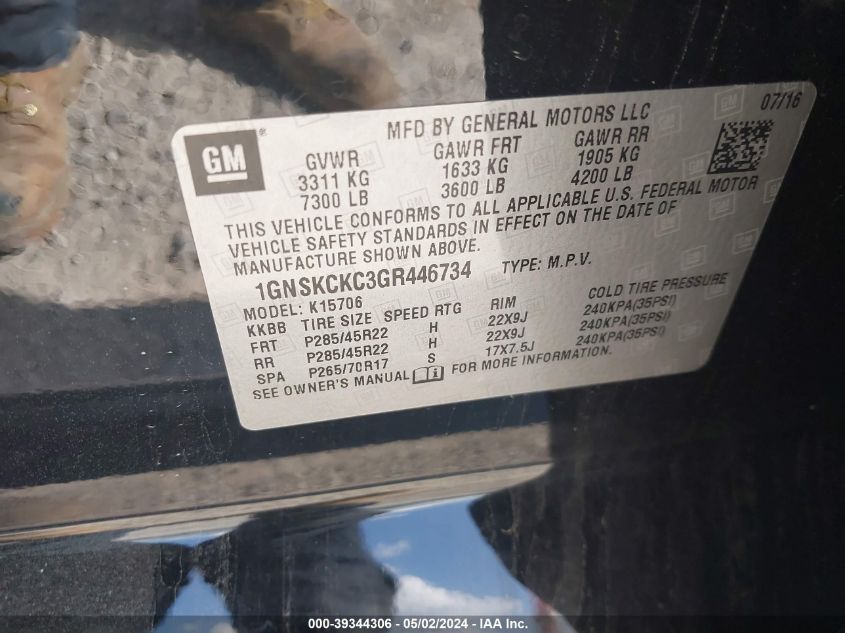 GM®
MFD BY GENERAL MOTORS LLC 07/16
GVWR GAWR FRT GAWR RR
3311 KG 1633 KG 1905 KG
7300 LB 3600 LB 4200 LB
THIS VEHICLE CONFORMS TO ALL APPLICABLE U.S. FEDERAL MOTOR
VEHICLE SAFETY STANDARDS IN EFFECT ON THE DATE OF
MANUFACTURE SHOWN ABOVE.
1GNSKCKC3GR446734 TYPE: M.P.V.
MODEL: K15706
KKBB TIRE SIZE SPEED RTG RIM COLD TIRE PRESSURE
FRT P285/45R22 H 22X9J 240KPA(35PSI)
RR P285/45R22 H 22X9J 240KPA(35PSI)
SPA P265/70R17 S 17X7.5J 240KPA(35PSI)
SEE OWNER'S MANUAL FOR MORE INFORMATION.
000-39344306 - 05/02/2024 - IAA Inc.